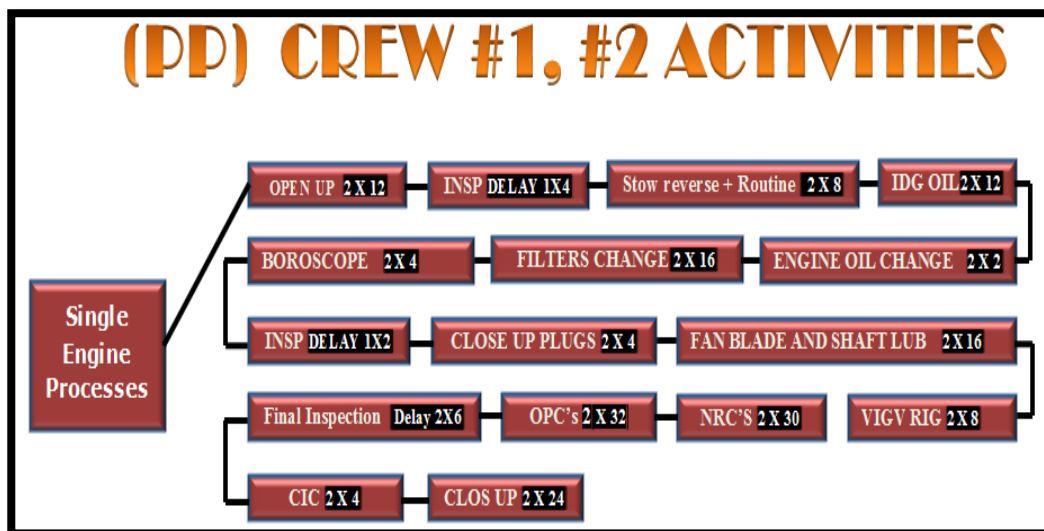 (PP) CREW #1, #2 ACTIVITIES
OPEN UP 2 X 12
INSP DELAY 1X4
Stow reverse + Routine 2 X 8
IDG OIL 2 X 12
BOROSCOPE 2 X 4
FILTERS CHANGE 2 X 16
ENGINE OIL CHANGE 2 X 2
Single
Engine
Processes
INSP DELAY 1X2
CLOSE UP PLUGS 2 X 4
FAN BLADE AND SHAFT LUB 2 X 16
Final Inspection Delay 2X6
OPC's 2 X 32
NRC'S 2 X 30
VIGV RIG 2 X 8
CIC 2 X 4
CLOS UP 2 X 24